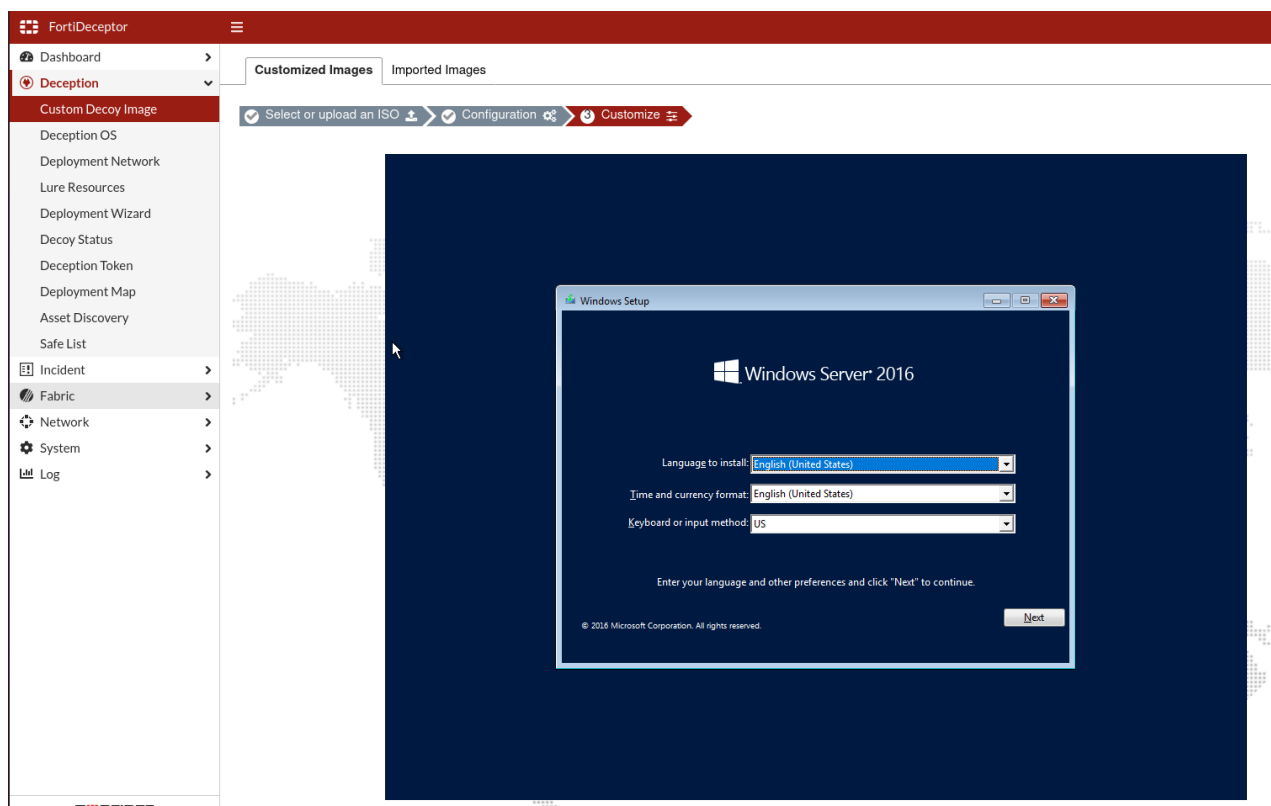 FortiDeceptor
Dashboard
Deception
Custom Decoy Image
Deception OS
Deployment Network
Lure Resources
Deployment Wizard
Decoy Status
Deception Token
Deployment Map
Asset Discovery
Safe List
Incident
Fabric
Network
System
Log
Customized Images Imported Images
Select or upload an ISO Configuration 3 Customize
Windows Setup
Windows Server® 2016
Language to install: English (United States)
Time and currency format: English (United States)
Keyboard or input method: US
Enter your language and other preferences and click "Next" to continue.
Next
© 2016 Microsoft Corporation. All rights reserved.